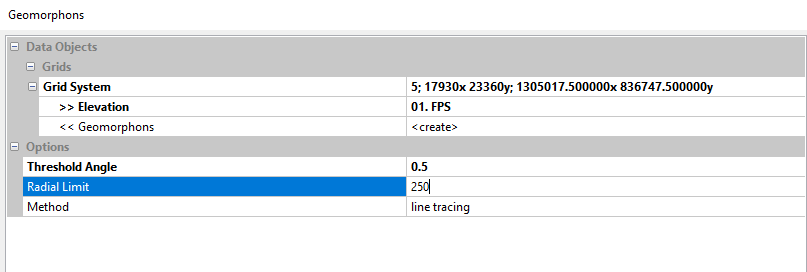 Geomorphons
Data Objects
Grids
Grid System 5; 17930x 23360y; 1305017.500000x 836747.500000y
>> Elevation 01. FPS
<< Geomorphons <create>
Options
Threshold Angle 0.5
Radial Limit 250
Method line tracing